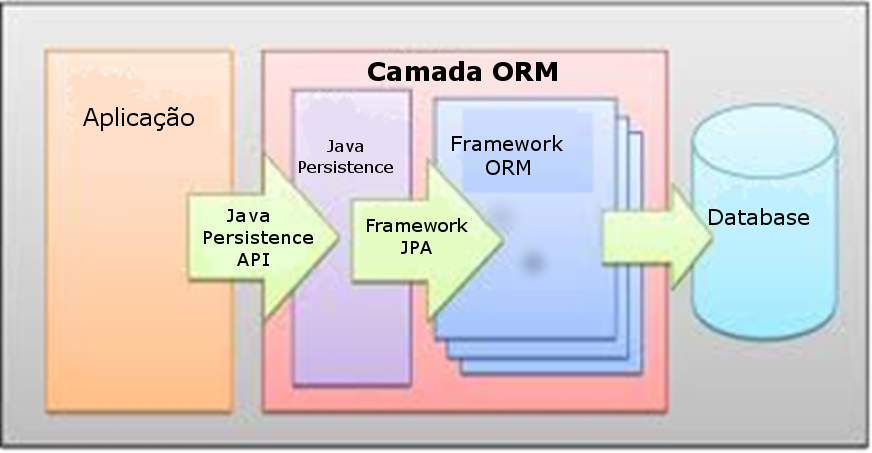 Camada ORM
Aplicação
Java
Persistence
Framework
ORM
Java
Persistence
API
Framework
JPA
Database